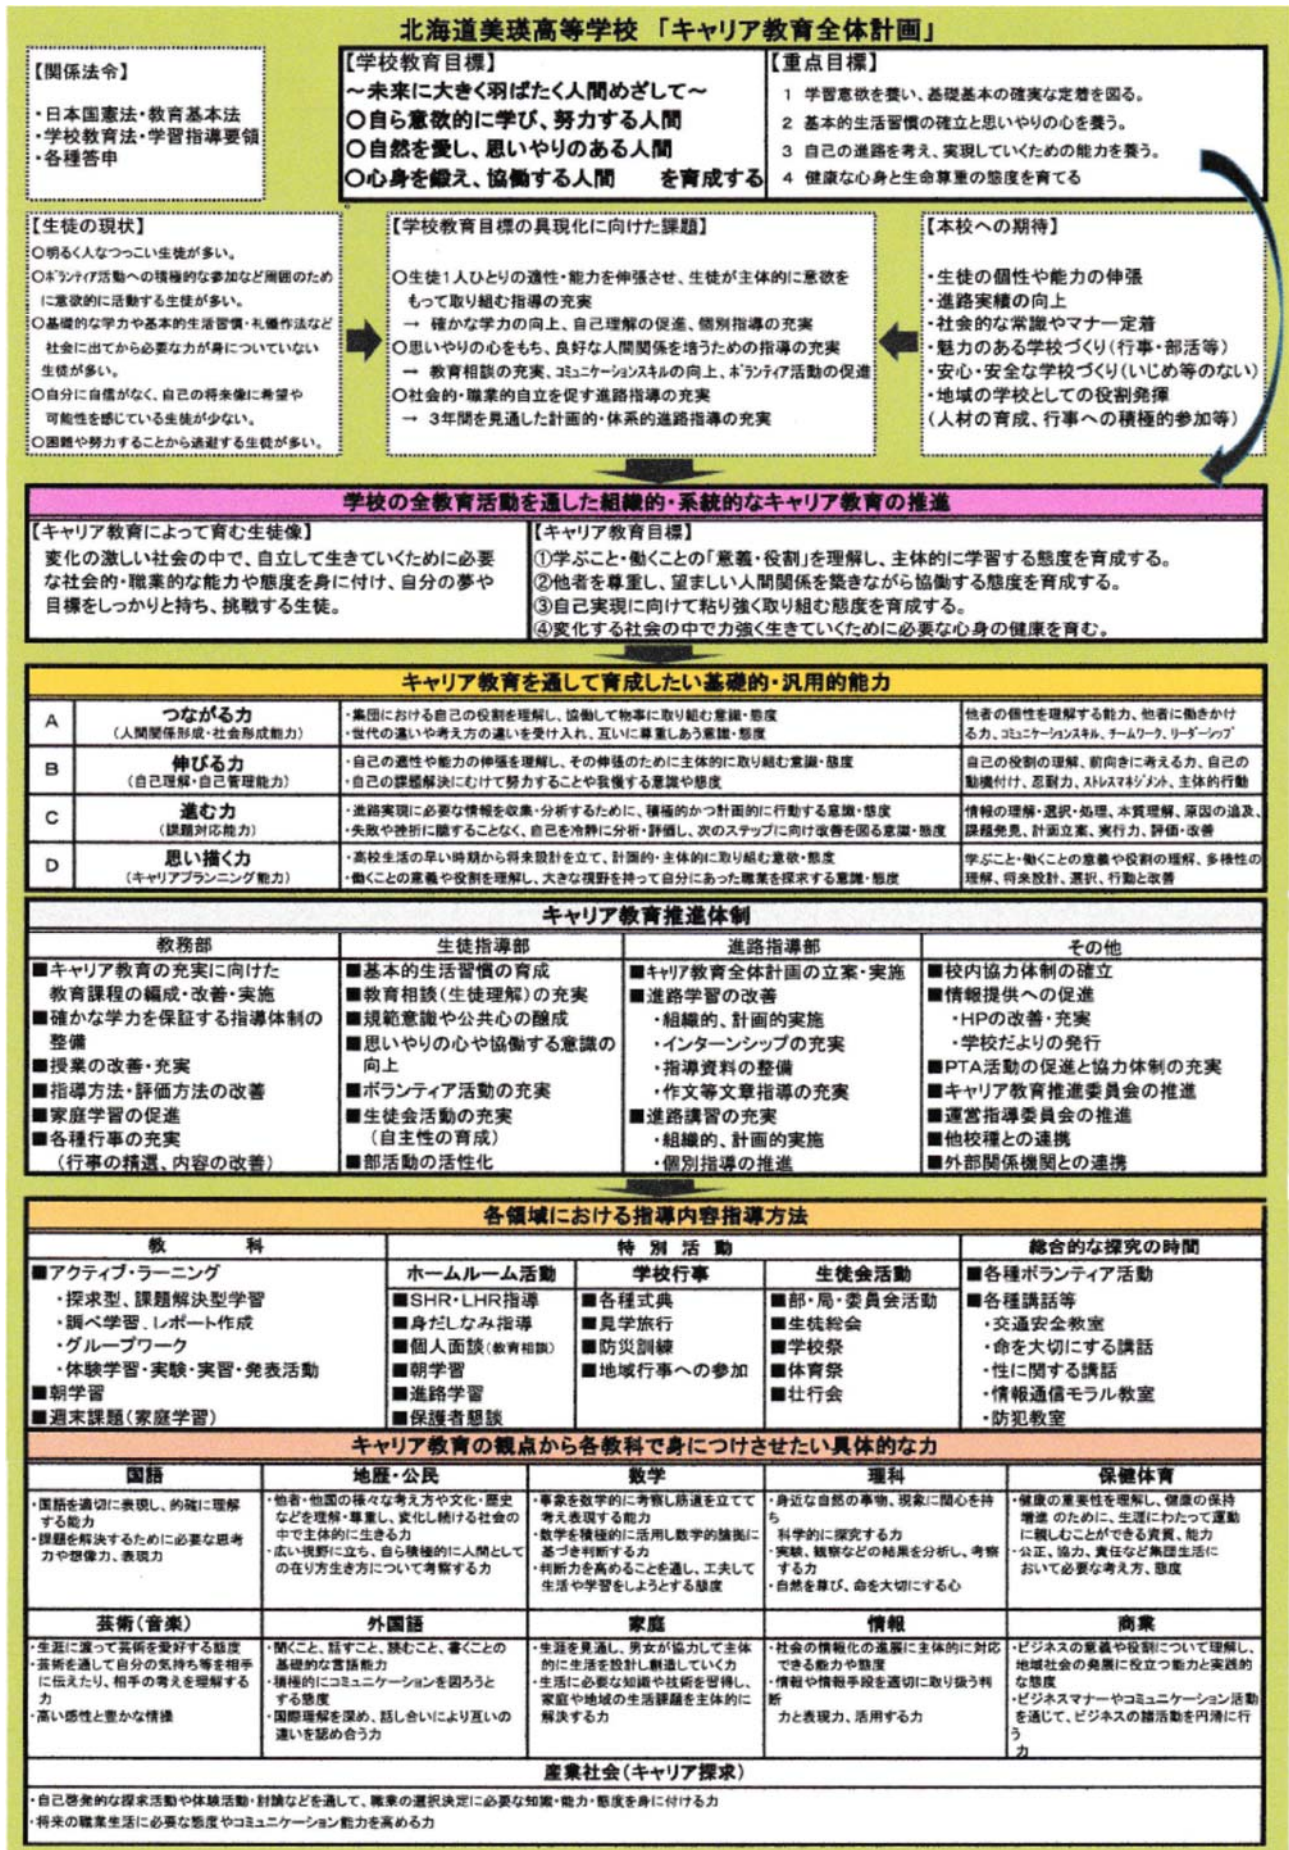 北海道美瑛高等学校 「キャリア教育全体計画」
【関係法令】
・日本国憲法・教育基本法
・学校教育法・学習指導要領
・各種答申
【学校教育目標】
～未来に大きく羽ばたく人間めざして～
○自ら意欲的に学び、努力する人間
○自然を愛し、思いやりのある人間
○心身を鍛え、協働する人間 を育成する
。
【重点目標】
1 学習意欲を養い、基礎基本の確実な定着を図る。
2 基本的生活習慣の確立と思いやりの心を養う。
3 自己の進路を考え、実現していくための能力を養う。
4 健康な心身と生命尊重の態度を育てる
【生徒の現状】
○明るく人なつっこい生徒が多い。
○ボランティア活動への積極的な参加など周囲のため
に意欲的に活動する生徒が多い。
○基礎的な学力や基本的生活習慣・礼儀作法など
社会に出てから必要な力が身についていない
生徒が多い。
○自分に自信がなく、自己の将来像に希望や
可能性を感じている生徒が少ない。
○困難や努力することから逃避する生徒が多い。
【学校教育目標の具現化に向けた課題】
○生徒1人ひとりの適性・能力を伸張させ、生徒が主体的に意欲を
もって取り組む指導の充実
→ 確かな学力の向上、自己理解の促進、個別指導の充実
○思いやりの心をもち、良好な人間関係を培うための指導の充実
→ 教育相談の充実、コミュニケーションスキルの向上、ボランティア活動の促進
○社会的・職業的自立を促す進路指導の充実
→ 3年間を見通した計画的・体系的進路指導の充実
【本校への期待】
・生徒の個性や能力の伸張
・進路実績の向上
・社会的な常識やマナー定着
・魅力のある学校づくり(行事・部活等)
・安心・安全な学校づくり(いじめ等のない)
・地域の学校としての役割発揮
(人材の育成、行事への積極的参加等)
学校の全教育活動を通した組織的・系統的なキャリア教育の推進
【キャリア教育によって育む生徒像】
変化の激しい社会の中で、自立して生きていくために必要
な社会的・職業的な能力や態度を身に付け、自分の夢や
目標をしっかりと持ち、挑戦する生徒。
【キャリア教育目標】
①学ぶこと・働くことの「意義・役割」を理解し、主体的に学習する態度を育成する。
②他者を尊重し、望ましい人間関係を築きながら協働する態度を育成する。
③自己実現に向けて粘り強く取り組む態度を育成する。
④変化する社会の中で力強く生きていくために必要な心身の健康を育む。
キャリア教育を通して育成したい基礎的・汎用的能力
A
つながる力
(人間関係形成・社会形成能力)
・集団における自己の役割を理解し、協働して物事に取り組む意識・態度
・世代の違いや考え方の違いを受け入れ、互いに尊重しあう意識・態度
他者の個性を理解する能力、他者に働きかけ
る力、コミュニケーションスキル、チームワーク、リーダーシップ
B
伸びる力
(自己理解・自己管理能力)
・自己の適性や能力の伸張を理解し、その伸張のために主体的に取り組む意識・態度
・自己の課題解決にむけて努力することや我慢する意識や態度
自己の役割の理解、前向きに考える力、自己の
動機付け、忍耐力、ストレスマネジメント、主体的行動
C
進む力
(課題対応能力)
・進路実現に必要な情報を収集・分析するために、積極的かつ計画的に行動する意識・態度
・失敗や挫折に臆することなく、自己を冷静に分析・評価し、次のステップに向け改善を図る意識・態度
情報の理解・選択・処理、本質理解、原因の追及、
課題発見、計画立案、実行力、評価・改善
D
思い描く力
(キャリアプランニング能力)
・高校生活の早い時期から将来設計を立て、計画的・主体的に取り組む意欲・態度
・働くことの意義や役割を理解し、大きな視野を持って自分にあった職業を探求する意識・態度
学ぶこと・働くことの意義や役割の理解、多様性の
理解、将来設計、選択、行動と改善
キャリア教育推進体制
教務部
■キャリア教育の充実に向けた
教育課程の編成・改善・実施
■確かな学力を保証する指導体制の
整備
■授業の改善・充実
■指導方法・評価方法の改善
■家庭学習の促進
■各種行事の充実
(行事の精選、内容の改善)
生徒指導部
■基本的生活習慣の育成
■教育相談(生徒理解)の充実
■規範意識や公共心の醸成
■思いやりの心や協働する意識の
向上
■ボランティア活動の充実
■生徒会活動の充実
(自主性の育成)
■部活動の活性化
進路指導部
■キャリア教育全体計画の立案・実施
■進路学習の改善
・組織的、計画的実施
・インターンシップの充実
・指導資料の整備
・作文等文章指導の充実
■進路講習の充実
・組織的、計画的実施
・個別指導の推進
その他
■校内協力体制の確立
■情報提供への促進
・HPの改善・充実
・学校だよりの発行
■PTA活動の促進と協力体制の充実
■キャリア教育推進委員会の推進
■運営指導委員会の推進
■他校種との連携
■外部関係機関との連携
各領域における指導内容指導方法
教 科
■アクティブ・ラーニング
・探求型、課題解決型学習
・調べ学習、レポート作成
・グループワーク
・体験学習・実験・実習・発表活動
■朝学習
■週末課題(家庭学習)
特 別 活 動
ホームルーム活動
■SHR・LHR指導
■身だしなみ指導
■個人面談(教育相談)
■朝学習
■進路学習
■保護者懇談
学校行事
■各種式典
■見学旅行
■防災訓練
■地域行事への参加
生徒会活動
■部・局・委員会活動
■生徒総会
■学校祭
■体育祭
■壮行会
総合的な探究の時間
■各種ボランティア活動
■各種講話等
・交通安全教室
・命を大切にする講話
・性に関する講話
・情報通信モラル教室
・防犯教室
キャリア教育の観点から各教科で身につけさせたい具体的な力
国語
・国語を適切に表現し、的確に理解
する能力
・課題を解決するために必要な思考
力や想像力、表現力
地歴・公民
・他者・他国の様々な考え方や文化・歴史
などを理解・尊重し、変化し続ける社会の
中で主体的に生きる力
・広い視野に立ち、自ら積極的に人間として
の在り方生き方について考察する力
数学
・事象を数学的に考察し筋道を立てて
考え表現する能力
・数学を積極的に活用し数学的論拠に
基づき判断する力
・判断力を高めることを通し、工夫して
生活や学習をしようとする態度
理科
・身近な自然の事物、現象に関心を持
ち
科学的に探究する力
・実験、観察などの結果を分析し、考察
する力
・自然を尊び、命を大切にする心
保健体育
・健康の重要性を理解し、健康の保持
増進 のために、生涯にわたって運動
に親しむことができる資質、能力
・公正、協力、責任など集団生活に
おいて必要な考え方、態度
芸術(音楽)
・生涯に渡って芸術を愛好する態度
・芸術を通して自分の気持ち等を相手
に伝えたり、相手の考えを理解する
力
・高い感性と豊かな情操
外国語
・聞くこと、話すこと、読むこと、書くことの
基礎的な言語能力
・積極的にコミュニケーションを図ろうと
する態度
・国際理解を深め、話し合いにより互いの
違いを認め合う力
家庭
・生涯を見通し、男女が協力して主体
的に生活を設計し創造していく力
・生活に必要な知識や技術を習得し、
家庭や地域の生活課題を主体的に
解決する力
情報
・社会の情報化の進展に主体的に対応
できる能力や態度
・情報や情報手段を適切に取り扱う判
断
力と表現力、活用する力
商業
・ビジネスの意義や役割について理解し、
地域社会の発展に役立つ能力と実践的
な態度
・ビジネスマナーやコミュニケーション活動
を通じて、ビジネスの諸活動を円滑に行
う
力
産業社会(キャリア探求)
・自己啓発的な探求活動や体験活動・討論などを通して、職業の選択決定に必要な知識・能力・態度を身に付ける力
・将来の職業生活に必要な態度やコミュニケーション能力を高める力